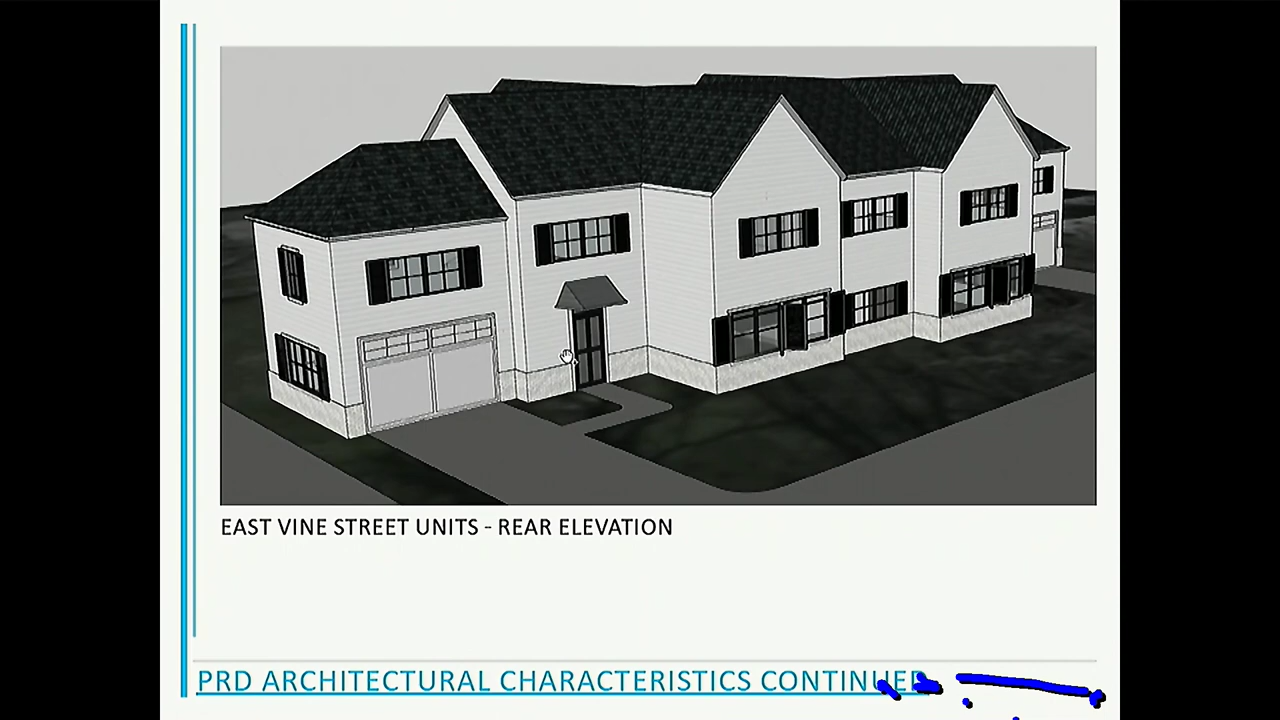 EAST VINE STREET UNITS - REAR ELEVATION
PRD ARCHITECTURAL CHARACTERISTICS CONTINUED